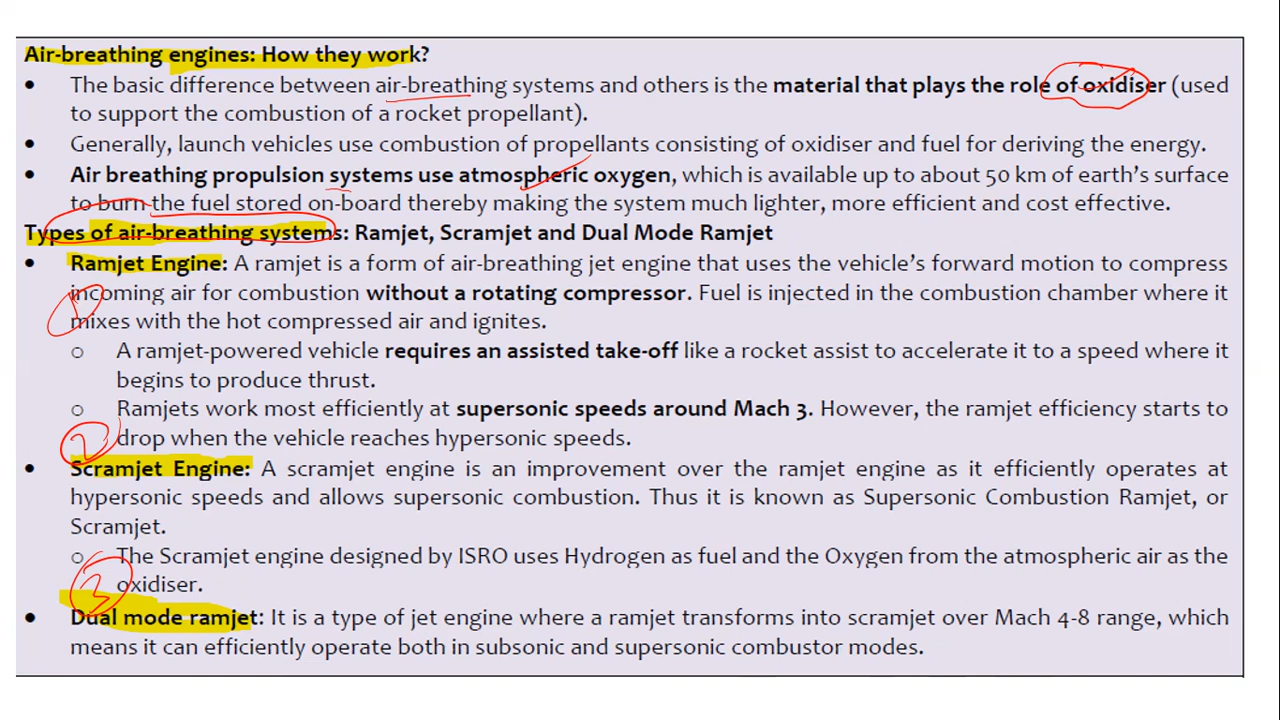 Air-breathing engines: How they work?
• The basic difference between air-breathing systems and others is the material that plays the role of oxidiser (used
to support the combustion of a rocket propellant).
• Generally, launch vehicles use combustion of propellants consisting of oxidiser and fuel for deriving the energy.
• Air breathing propulsion systems use atmospheric oxygen, which is available up to about 50 km of earth's surface
to burn the fuel stored on-board thereby making the system much lighter, more efficient and cost effective.
Types of air-breathing systems: Ramjet, Scramjet and Dual Mode Ramjet
• Ramjet Engine: A ramjet is a form of air-breathing jet engine that uses the vehicle's forward motion to compress
incoming air for combustion without a rotating compressor. Fuel is injected in the combustion chamber where it
1
mixes with the hot compressed air and ignites.
o A ramjet-powered vehicle requires an assisted take-off like a rocket assist to accelerate it to a speed where it
begins to produce thrust.
o Ramjets work most efficiently at supersonic speeds around Mach 3. However, the ramjet efficiency starts to
2
drop when the vehicle reaches hypersonic speeds.
• Scramjet Engine: A scramjet engine is an improvement over the ramjet engine as it efficiently operates at
hypersonic speeds and allows supersonic combustion. Thus it is known as Supersonic Combustion Ramjet, or
Scramjet.
o The Scramjet engine designed by ISRO uses Hydrogen as fuel and the Oxygen from the atmospheric air as the
3
oxidiser.
• Dual mode ramjet: It is a type of jet engine where a ramjet transforms into scramjet over Mach 4-8 range, which
means it can efficiently operate both in subsonic and supersonic combustor modes.